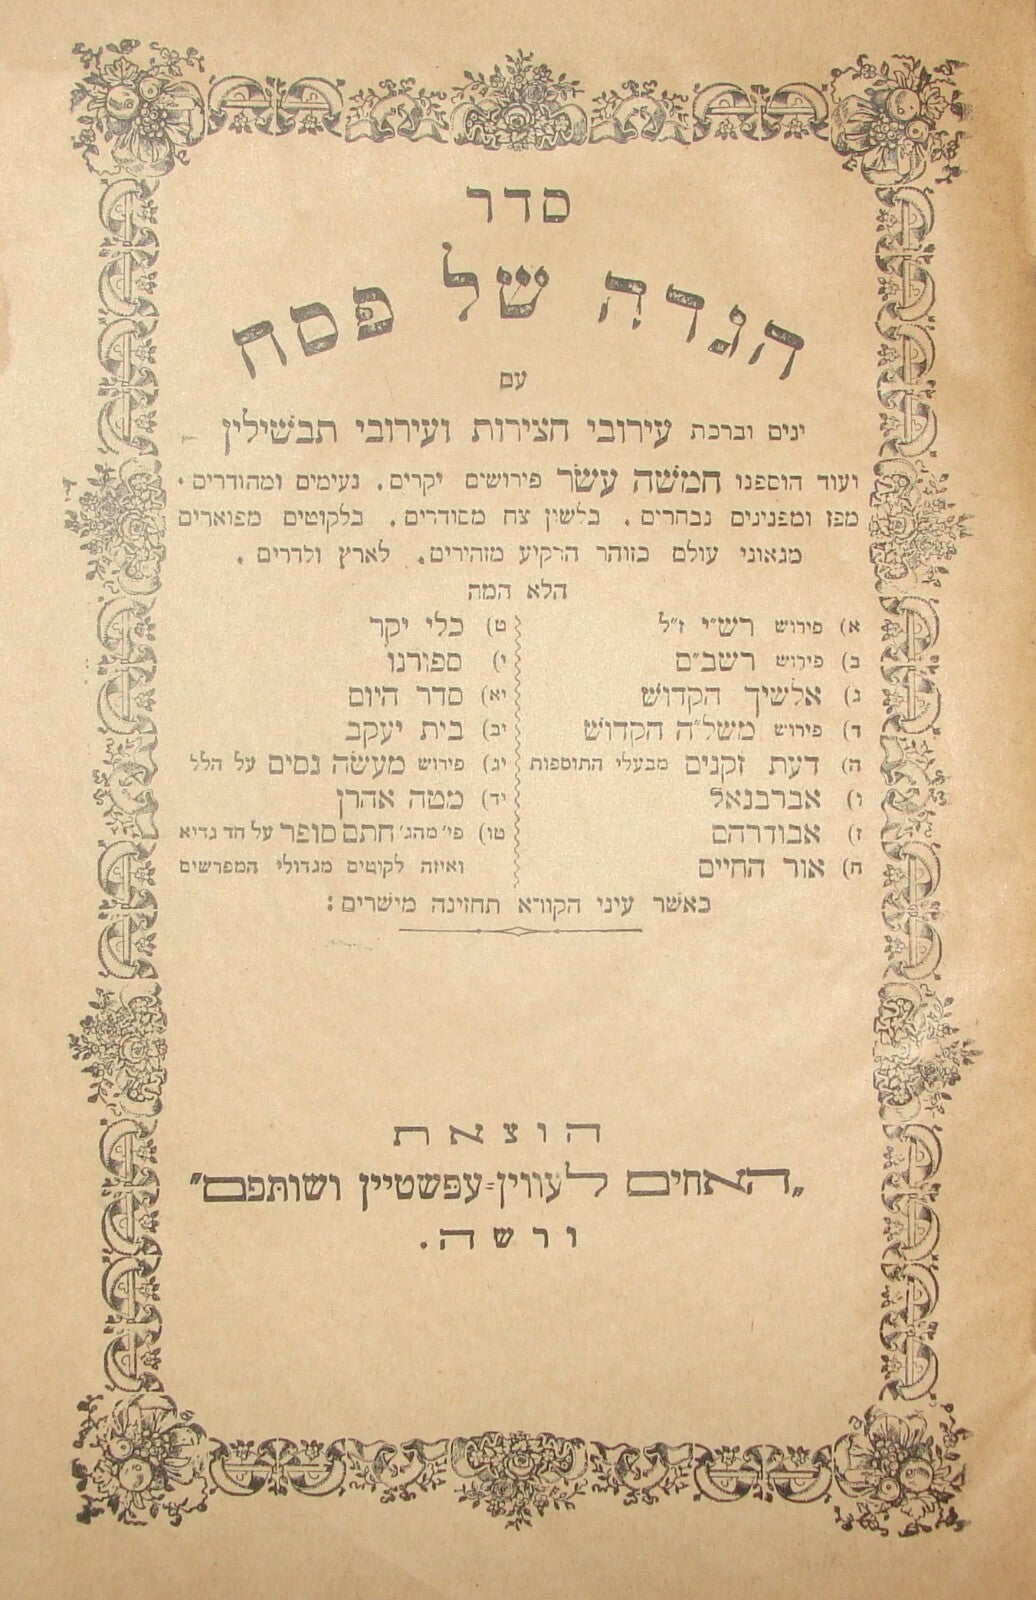 סדר
הגדה של פסח
עם
ינים וברכת עירובי חצירות ועירובי תבשילין
ועוד הוספנו חמשה עשר פירושים יקרים. נעימים ומהודרים.
מפז ומפנינים נבחרים. בלשון צח מסודרים. בלקוטים מפוארים
מגאוני עולם כזוהר הרקיע מזהירים. לארץ ולדרים.
הלא המה
א) פירוש רש״י ז״ל
ב) פירוש רשב״ם
ג) אלשיך הקדוש
ד) פירוש משל״ה הקדוש
ה) דעת זקנים מבעלי התוספות
ו) אברבנאל
ז) אבודרהם
ח) אור החיים
ט) כלי יקר
י) ספורנו
יא) סדר היום
יב) בית יעקב
יג) פירוש מעשה נסים על הלל
יד) מטה אהרן
טו) פי׳ מהג׳ חתם סופר על חד גדיא
ואיזה לקוטים מגדולי המפרשים
כאשר עיני הקורא תחזינה מישרים:
הוצאת
„האחים לעווין=עפשטיין ושותפם״
ורשה.